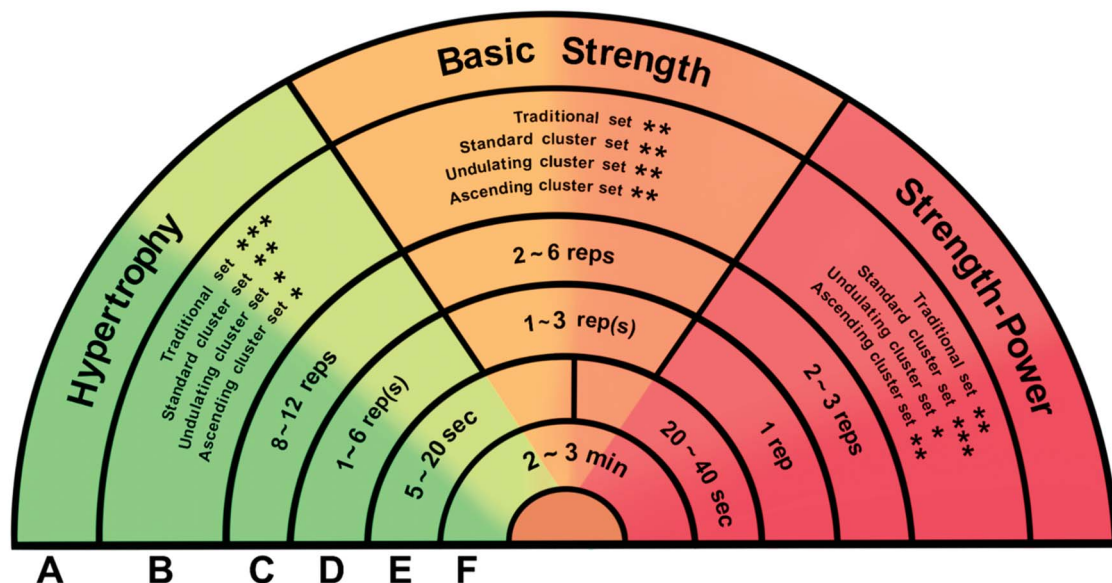 Basic Strength
Traditional set **
Standard cluster set **
Undulating cluster set **
Ascending cluster set **
2 ~ 6 reps
1 ~ 3 rep(s)
Hypertrophy
Traditional set ***
Standard cluster set **
Undulating cluster set *
Ascending cluster set *
8 ~ 12 reps
1 ~ 6 rep(s)
5 ~ 20 sec
2 ~ 3 min
Strength-Power
Traditional set **
Standard cluster set ***
Undulating cluster set *
Ascending cluster set **
2 ~ 3 reps
1 rep
20 ~ 40 sec
A B C D E F